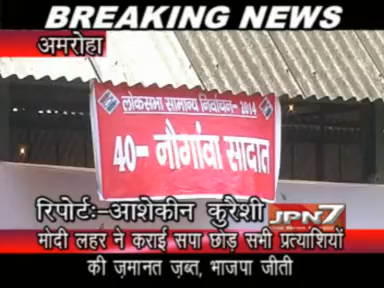 BREAKING NEWS
अमरोहा
लोकसभा सामान्य निर्वाचन- 2014
40- नौगांवा सादात
रिपोर्ट:-आशेकीन कुरैशी
JPN7
मोदी लहर ने कराई सपा छोड़ सभी प्रत्याशियों
की ज़मानत ज़ब्त, भाजपा जीती